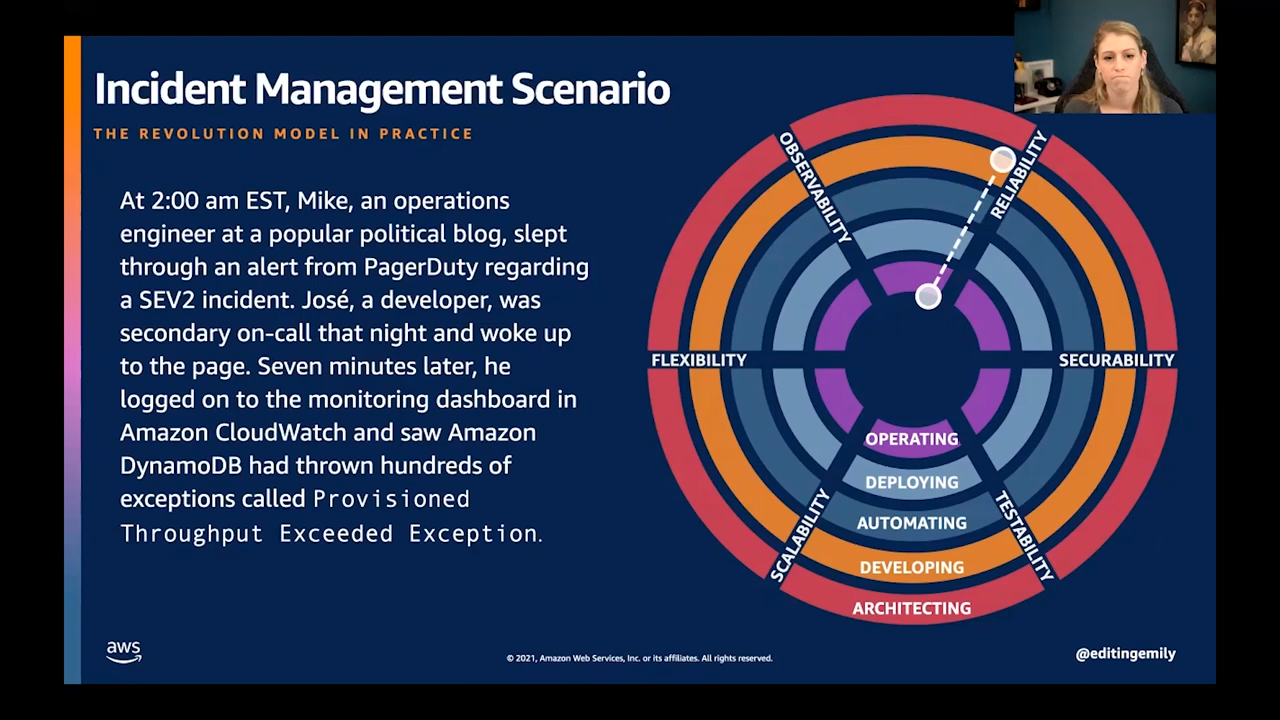 Incident Management Scenario
THE REVOLUTION MODEL IN PRACTICE
At 2:00 am EST, Mike, an operations
engineer at a popular political blog, slept
through an alert from PagerDuty regarding
a SEV2 incident. José, a developer, was
secondary on-call that night and woke up
to the page. Seven minutes later, he
logged on to the monitoring dashboard in
Amazon CloudWatch and saw Amazon
DynamoDB had thrown hundreds of
exceptions called Provisioned
Throughput Exceeded Exception.
OBSERVABILITY
RELIABILITY
FLEXIBILITY
SECURABILITY
SCALABILITY
TESTABILITY
OPERATING
DEPLOYING
AUTOMATING
DEVELOPING
ARCHITECTING
aws
© 2021, Amazon Web Services, Inc. or its affiliates. All rights reserved.
@editingemily